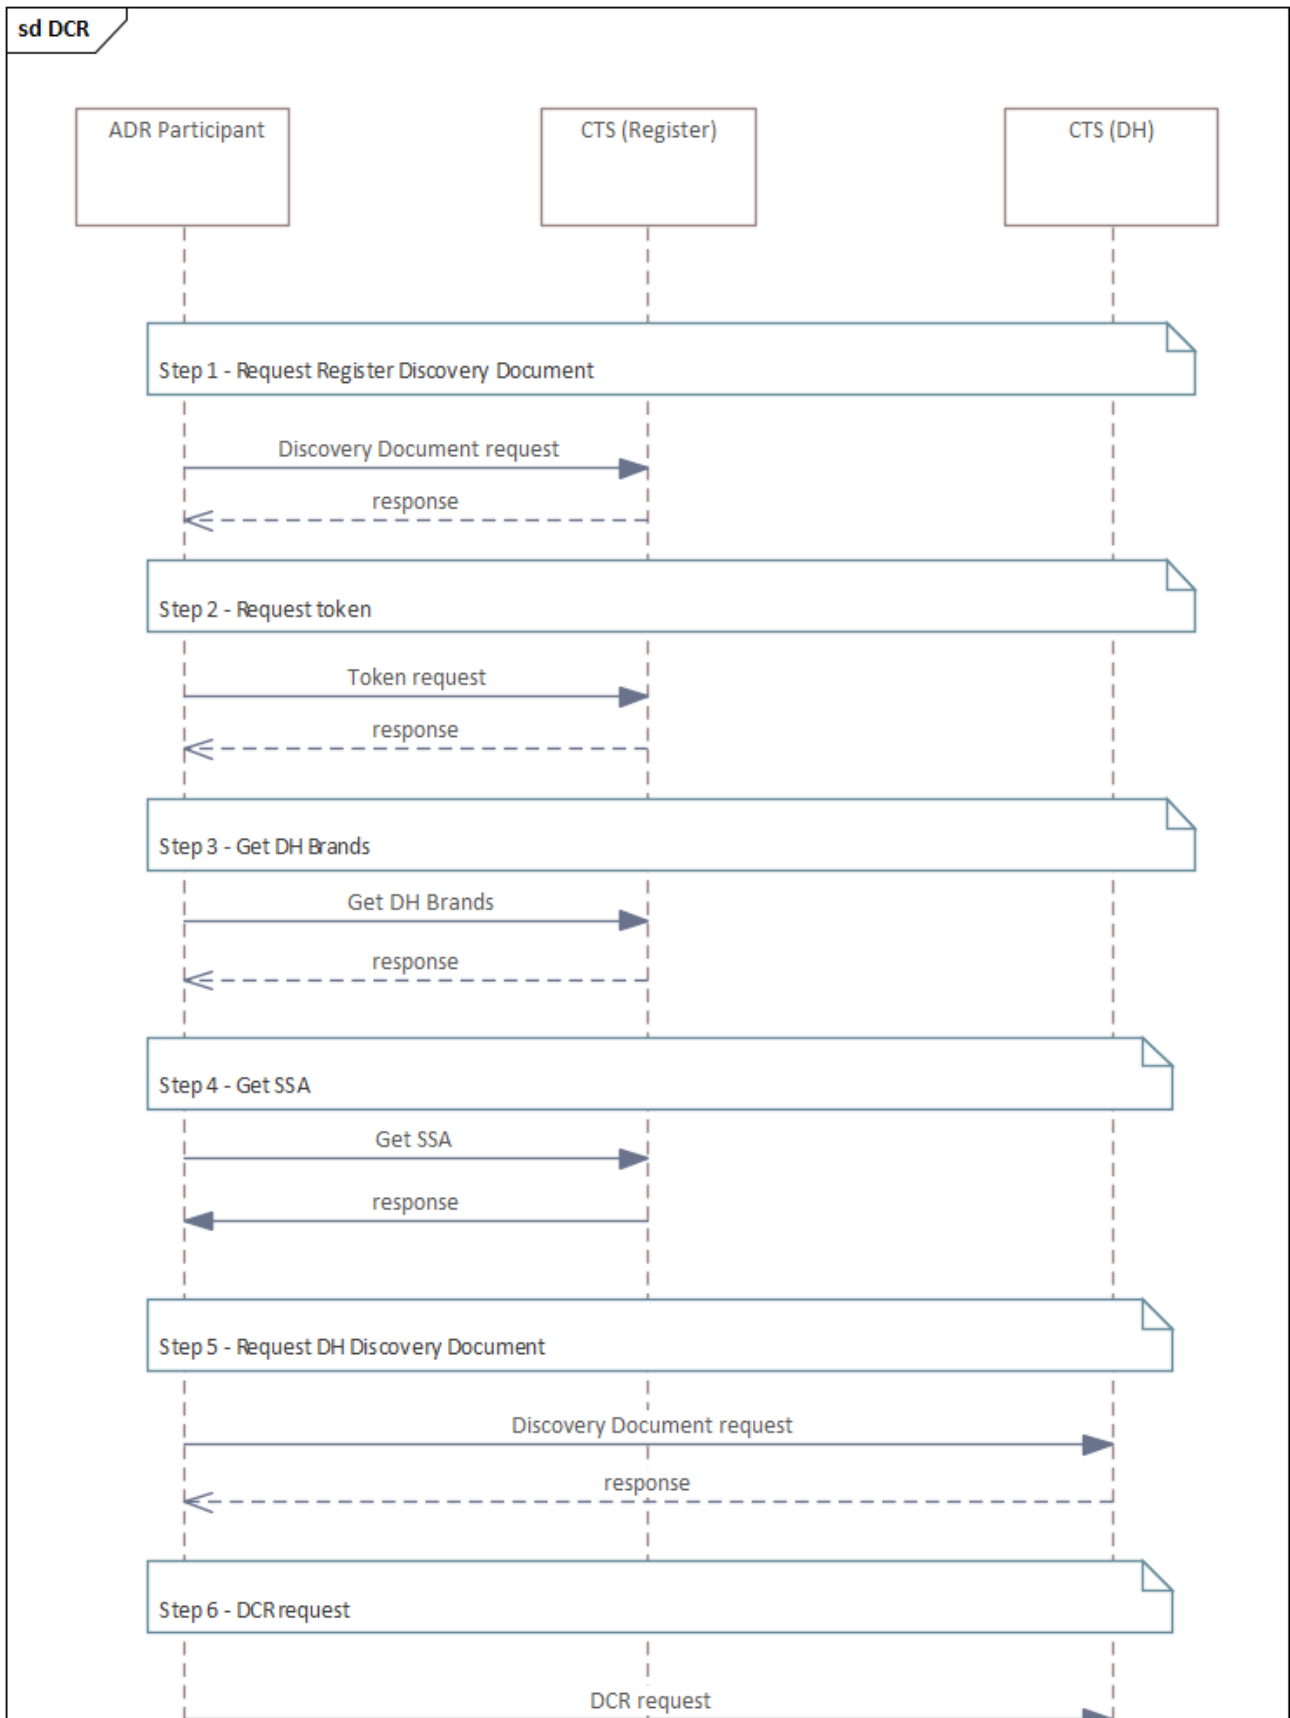 sd DCR
ADR Participant
CTS (Register)
CTS (DH)
Step 1 - Request Register Discovery Document
Discovery Document request
response
Step 2 - Request token
Token request
response
Step 3 - Get DH Brands
Get DH Brands
response
Step 4 - Get SSA
Get SSA
response
Step 5 - Request DH Discovery Document
Discovery Document request
response
Step 6 - DCR request
DCR request